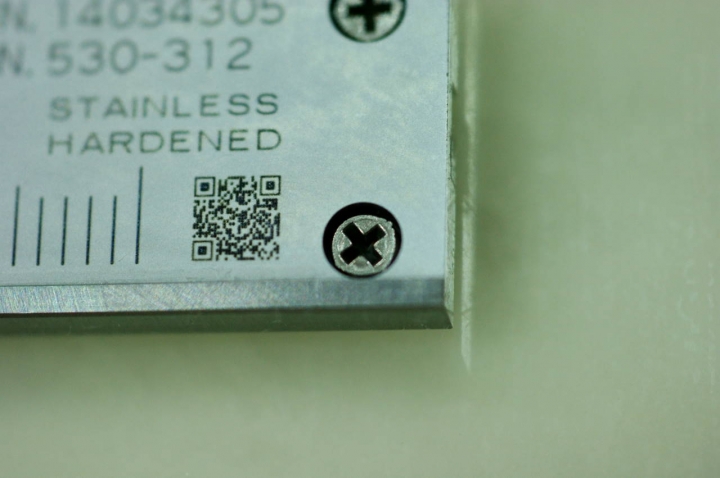 N. 14034305
N. 530-312
STAINLESS
HARDENED